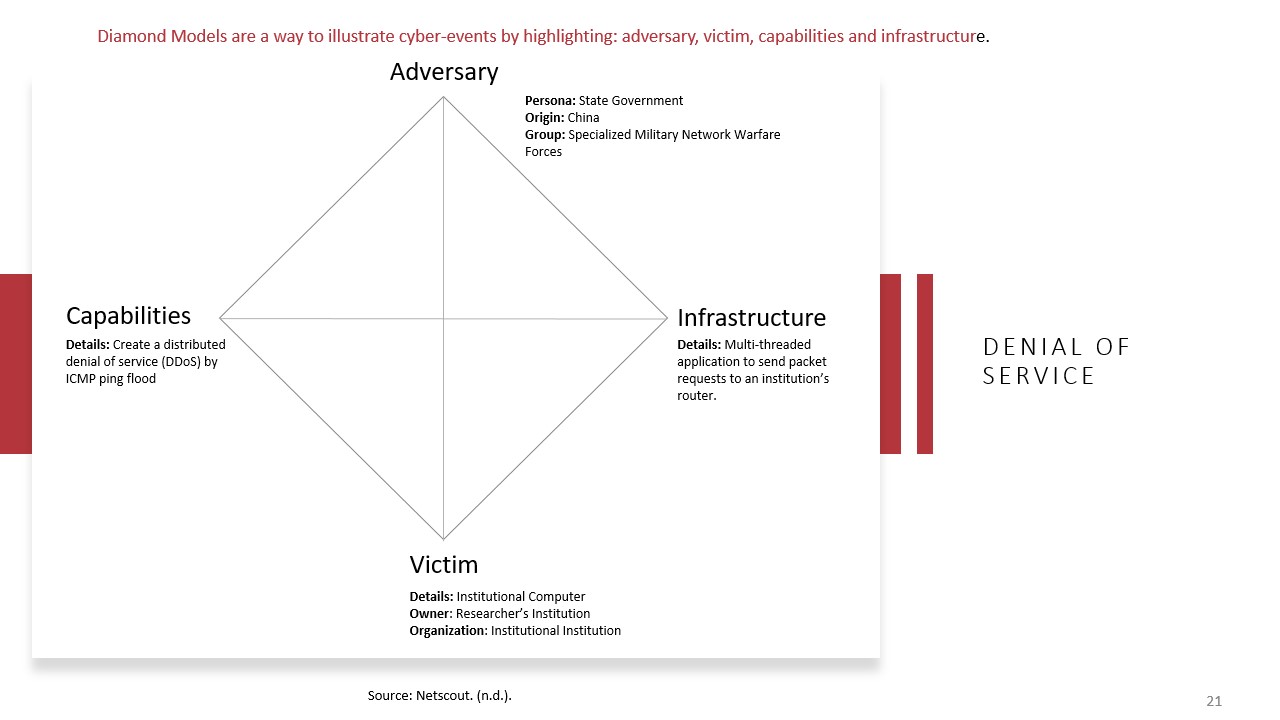 Diamond Models are a way to illustrate cyber-events by highlighting: adversary, victim, capabilities and infrastructure.
Adversary
Persona: State Government
Origin: China
Group: Specialized Military Network Warfare
Forces
Capabilities
Details: Create a distributed
denial of service (DDoS) by
ICMP ping flood
Infrastructure
Details: Multi-threaded
application to send packet
requests to an institution’s
router.
DENIAL OF
SERVICE
Victim
Details: Institutional Computer
Owner: Researcher’s Institution
Organization: Institutional Institution
Source: Netscout. (n.d.).
21